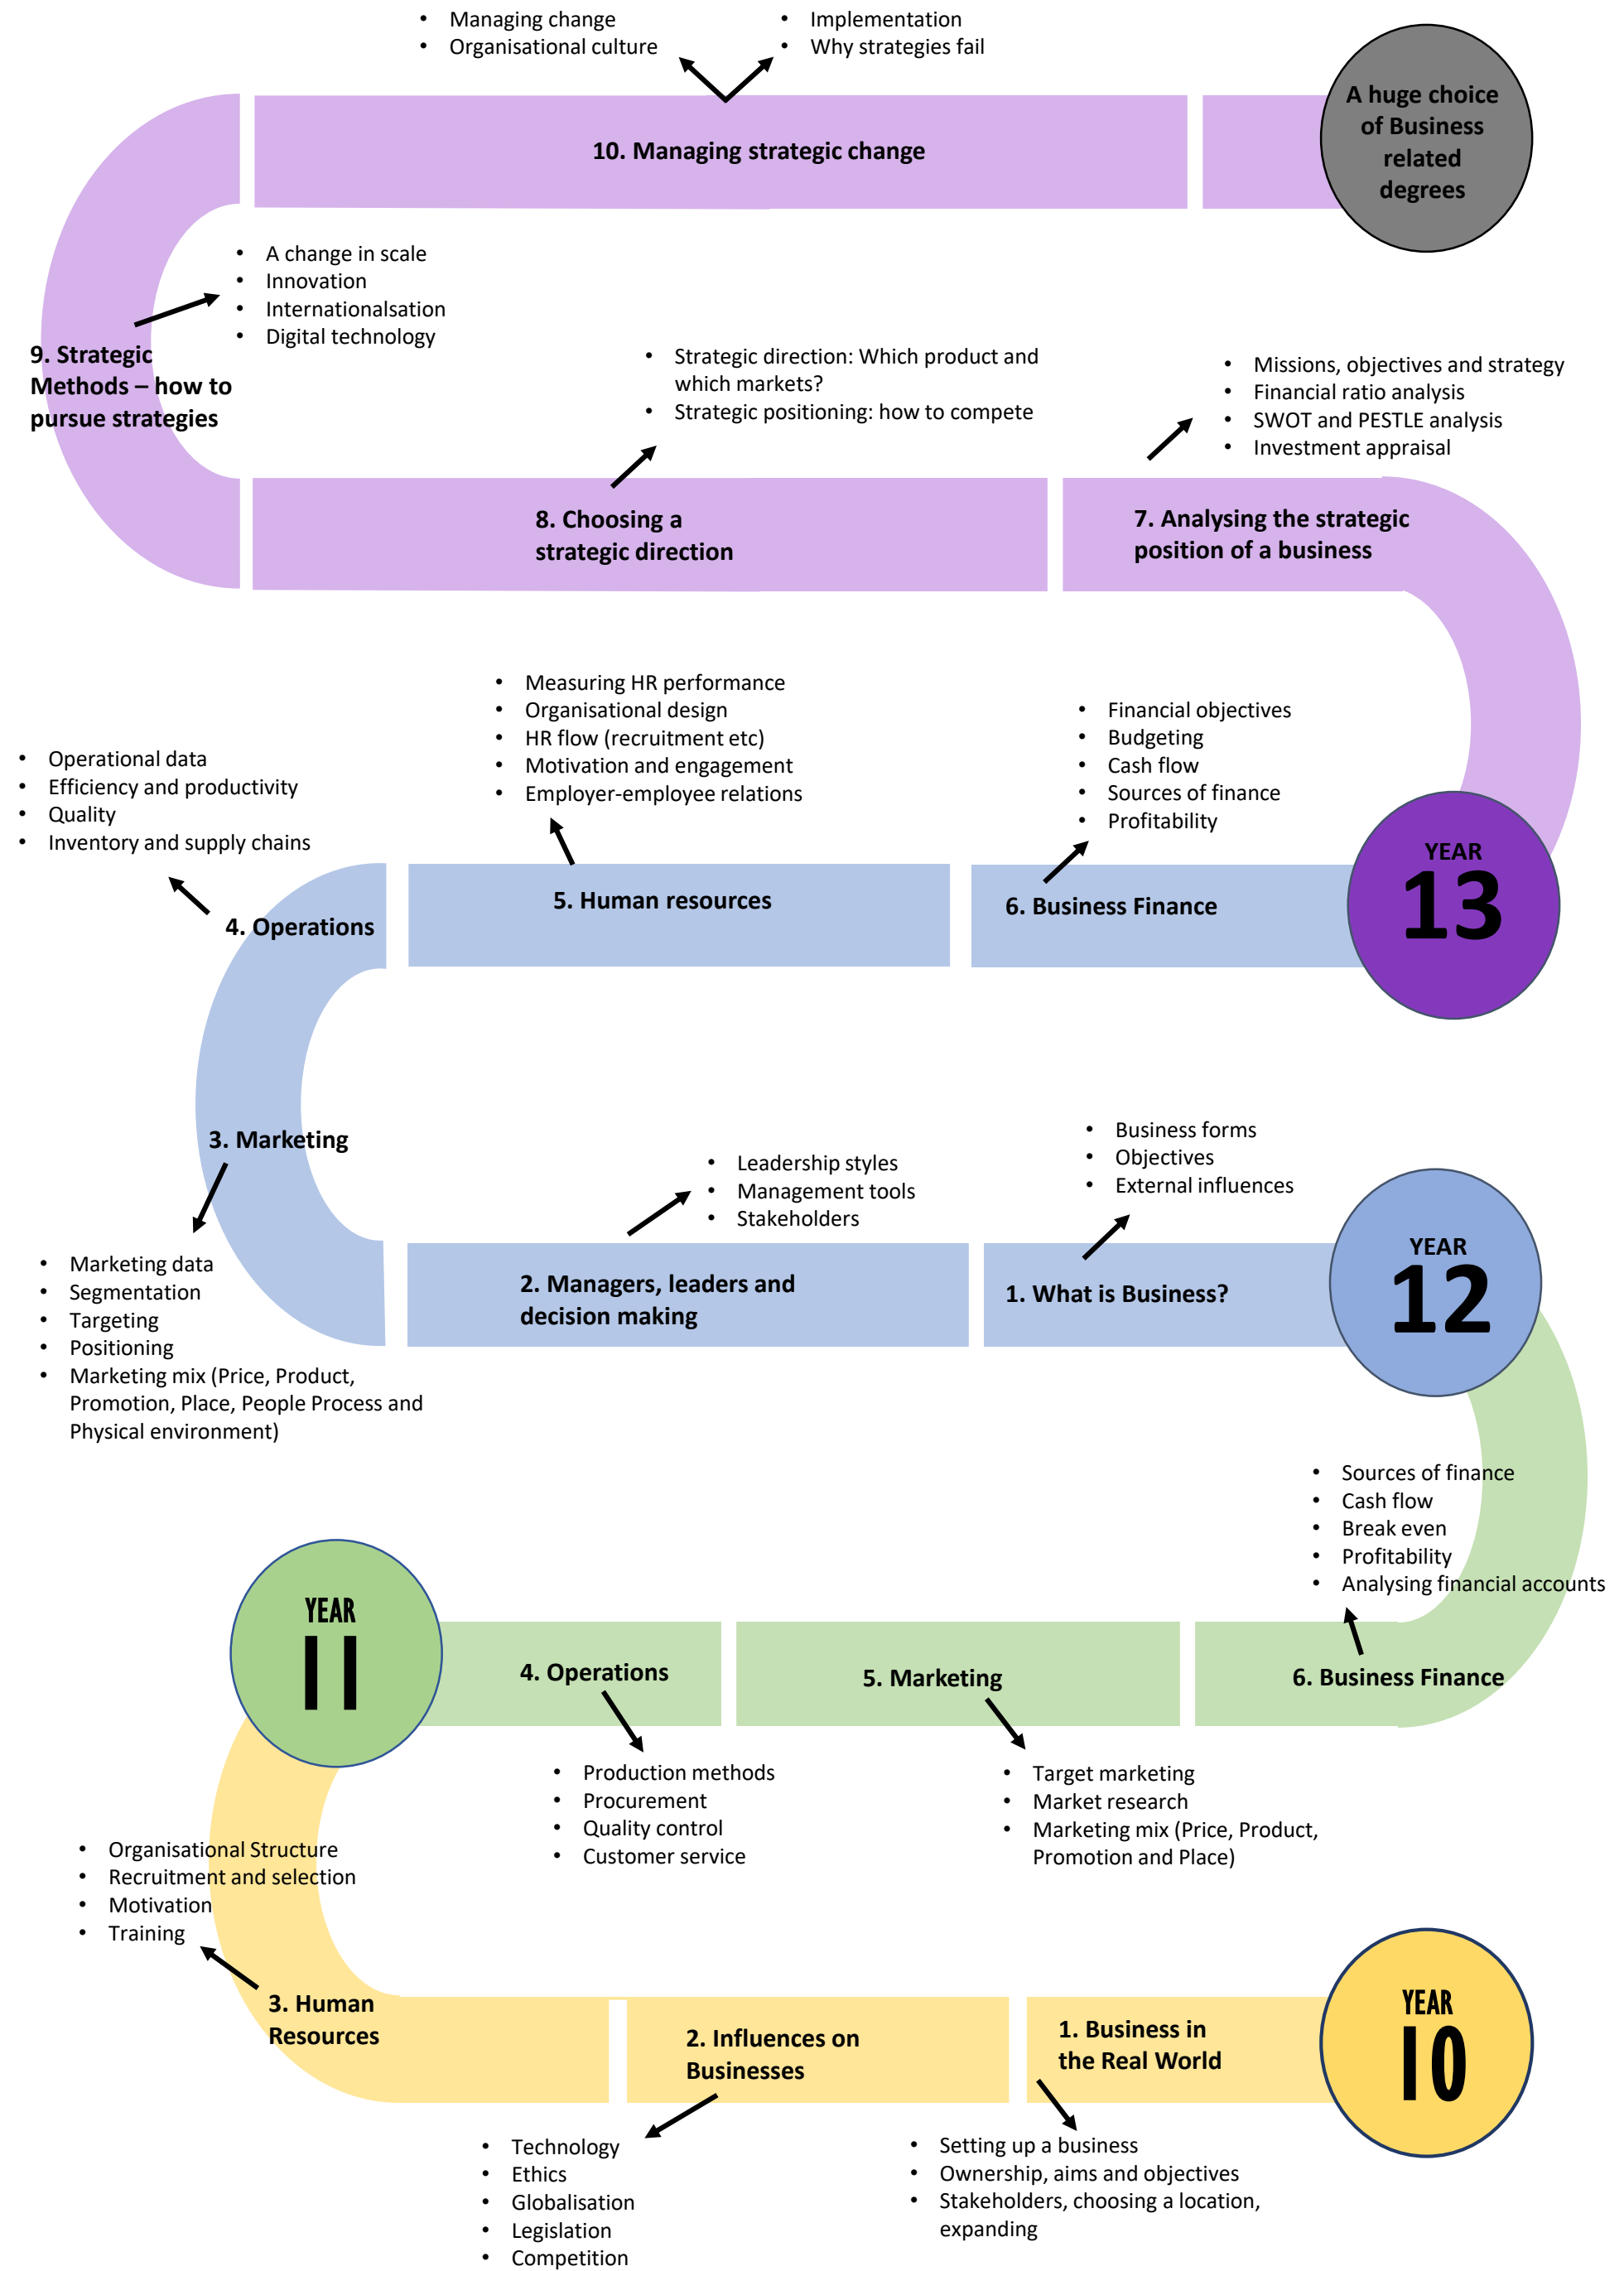 • Managing change
• Organisational culture
• Implementation
• Why strategies fail
A huge choice
of Business
related
degrees
10. Managing strategic change
• A change in scale
• Innovation
• Internationalsation
• Digital technology
9. Strategic
Methods – how to
pursue strategies
• Strategic direction: Which product and
which markets?
• Strategic positioning: how to compete
• Missions, objectives and strategy
• Financial ratio analysis
• SWOT and PESTLE analysis
• Investment appraisal
8. Choosing a
strategic direction
7. Analysing the strategic
position of a business
• Measuring HR performance
• Organisational design
• HR flow (recruitment etc)
• Motivation and engagement
• Employer-employee relations
• Financial objectives
• Budgeting
• Cash flow
• Sources of finance
• Profitability
• Operational data
• Efficiency and productivity
• Quality
• Inventory and supply chains
YEAR
13
4. Operations
5. Human resources
6. Business Finance
3. Marketing
• Leadership styles
• Management tools
• Stakeholders
• Business forms
• Objectives
• External influences
YEAR
12
2. Managers, leaders and
decision making
1. What is Business?
• Marketing data
• Segmentation
• Targeting
• Positioning
• Marketing mix (Price, Product,
Promotion, Place, People Process and
Physical environment)
• Sources of finance
• Cash flow
• Break even
• Profitability
• Analysing financial accounts
YEAR
11
4. Operations
5. Marketing
6. Business Finance
• Production methods
• Procurement
• Quality control
• Customer service
• Target marketing
• Market research
• Marketing mix (Price, Product,
Promotion and Place)
• Organisational Structure
• Recruitment and selection
• Motivation
• Training
3. Human
Resources
2. Influences on
Businesses
1. Business in
the Real World
YEAR
10
• Technology
• Ethics
• Globalisation
• Legislation
• Competition
• Setting up a business
• Ownership, aims and objectives
• Stakeholders, choosing a location,
expanding